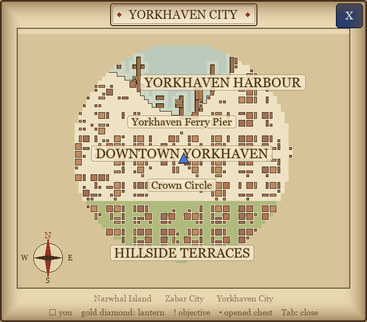 YORKHAVEN CITY
X
YORKHAVEN HARBOUR
Yorkhaven Ferry Pier
DOWNTOWN YORKHAVEN
Crown Circle
HILLSIDE TERRACES
N
W E
S
Narwhal Island Zabar City Yorkhaven City
□ you gold diamond: lantern ! objective • opened chest Tab: close